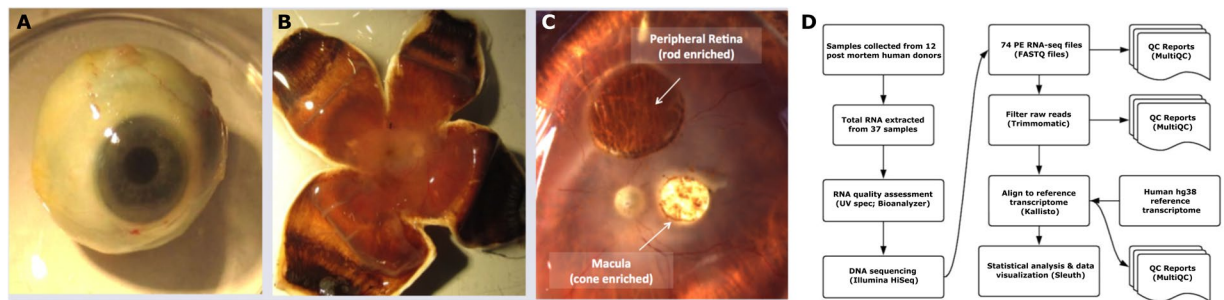 A
B
C
Peripheral Retina
(rod enriched)
Macula
(cone enriched)
D
Samples collected from 12
post mortem human donors
Total RNA extracted
from 37 samples
RNA quality assessment
(UV spec; Bioanalyzer)
DNA sequencing
(Illumina HiSeq)
74 PE RNA-seq files
(FASTQ files)
QC Reports
(MultiQC)
Filter raw reads
(Trimmomatic)
QC Reports
(MultiQC)
Align to reference
transcriptome
(Kallisto)
Human hg38
reference
transcriptome
Statistical analysis & data
visualization (Sleuth)
QC Reports
(MultiQC)